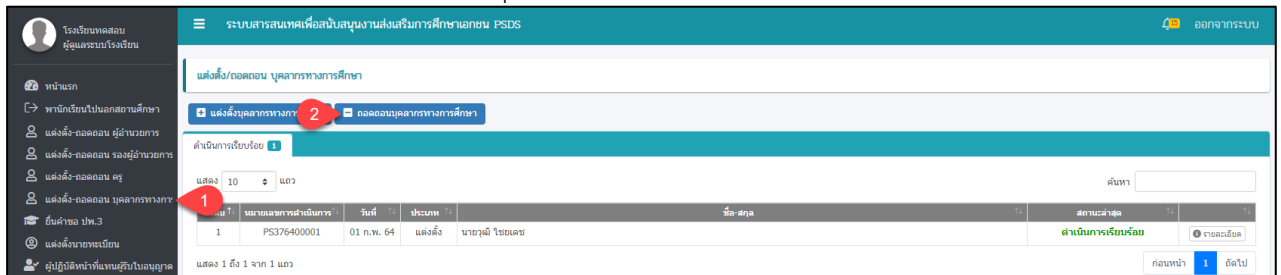 โรงเรียนทดสอบ
ผู้ดูแลระบบโรงเรียน
ระบบสารสนเทศเพื่อสนับสนุนงานส่งเสริมการศึกษาเอกชน PSDS
ออกจากระบบ
หน้าแรก
พานักเรียนไปนอกสถานศึกษา
แต่งตั้ง-ถอดถอน ผู้อำนวยการ
แต่งตั้ง-ถอดถอน รองผู้อำนวยการ
แต่งตั้ง-ถอดถอน ครู
แต่งตั้ง-ถอดถอน บุคลากรทางกา
1
ยื่นคำขอ ปพ.3
แต่งตั้งนายทะเบียน
ผู้ปฏิบัติหน้าที่แทนผู้รับใบอนุญาต
แต่งตั้ง/ถอดถอน บุคลากรทางการศึกษา
แต่งตั้งบุคลากรทางกา 2 ถอดถอนบุคลากรทางการศึกษา
ดำเนินการเรียบร้อย 1
แสดง 10 แถว
ค้นหา
หมายเลขการดำเนินการ วันที่ ประเภท ชื่อ-สกุล สถานะล่าสุด
1 PS376400001 01 ก.พ. 64 แต่งตั้ง นายวุฒิ ไชยเดช ดำเนินการเรียบร้อย รายละเอียด
แสดง 1 ถึง 1 จาก 1 แถว
ก่อนหน้า 1 ถัดไป